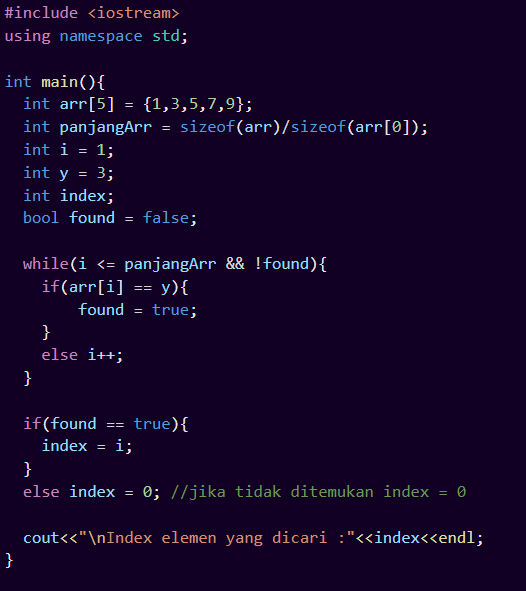 #include <iostream>
using namespace std;

int main(){
  int arr[5] = {1,3,5,7,9};
  int panjangArr = sizeof(arr)/sizeof(arr[0]);
  int i = 1;
  int y = 3;
  int index;
  bool found = false;

  while(i <= panjangArr && !found){
    if(arr[i] == y){
        found = true;
    }
    else i++;
  }

  if(found == true){
    index = i;
  }
  else index = 0; //jika tidak ditemukan index = 0

  cout<<"\nIndex elemen yang dicari :"<<index<<endl;
}